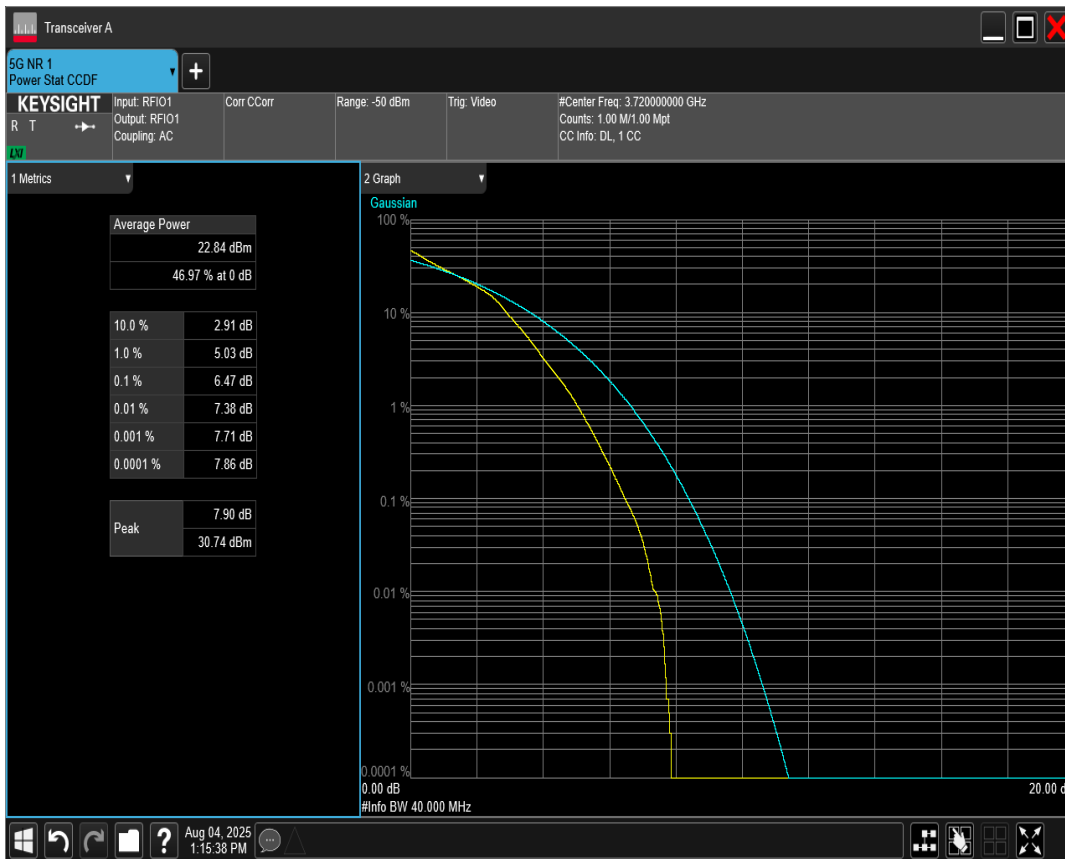 Transceiver A
5G NR 1
Power Stat CCDF
KEYSIGHT
R T
LXI
Input: RFIO1
Output: RFIO1
Coupling: AC
Corr CCorr
Range: -50 dBm
Trig: Video
#Center Freq: 3.720000000 GHz
Counts: 1.00 M/1.00 Mpt
CC Info: DL, 1 CC
1 Metrics
Average Power
22.84 dBm
46.97 % at 0 dB
10.0 % 2.91 dB
1.0 % 5.03 dB
0.1 % 6.47 dB
0.01 % 7.38 dB
0.001 % 7.71 dB
0.0001 % 7.86 dB
Peak
7.90 dB
30.74 dBm
2 Graph
Gaussian
100 %
10 %
1 %
0.1 %
0.01 %
0.001 %
0.0001 %
0.00 dB
20.00 d
#Info BW 40.000 MHz
Aug 04, 2025
1:15:38 PM